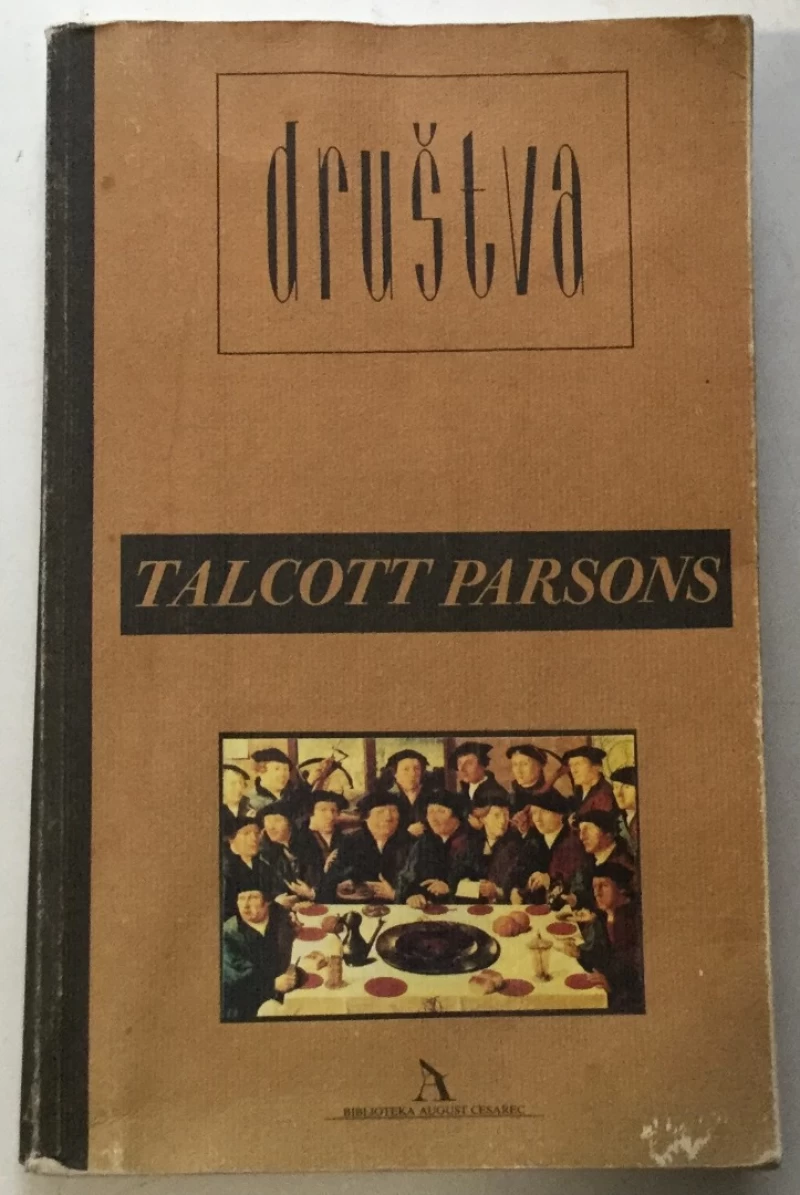 društva
TALCOTT PARSONS
A
BIBLIOTEKA AUGUST CESAREC